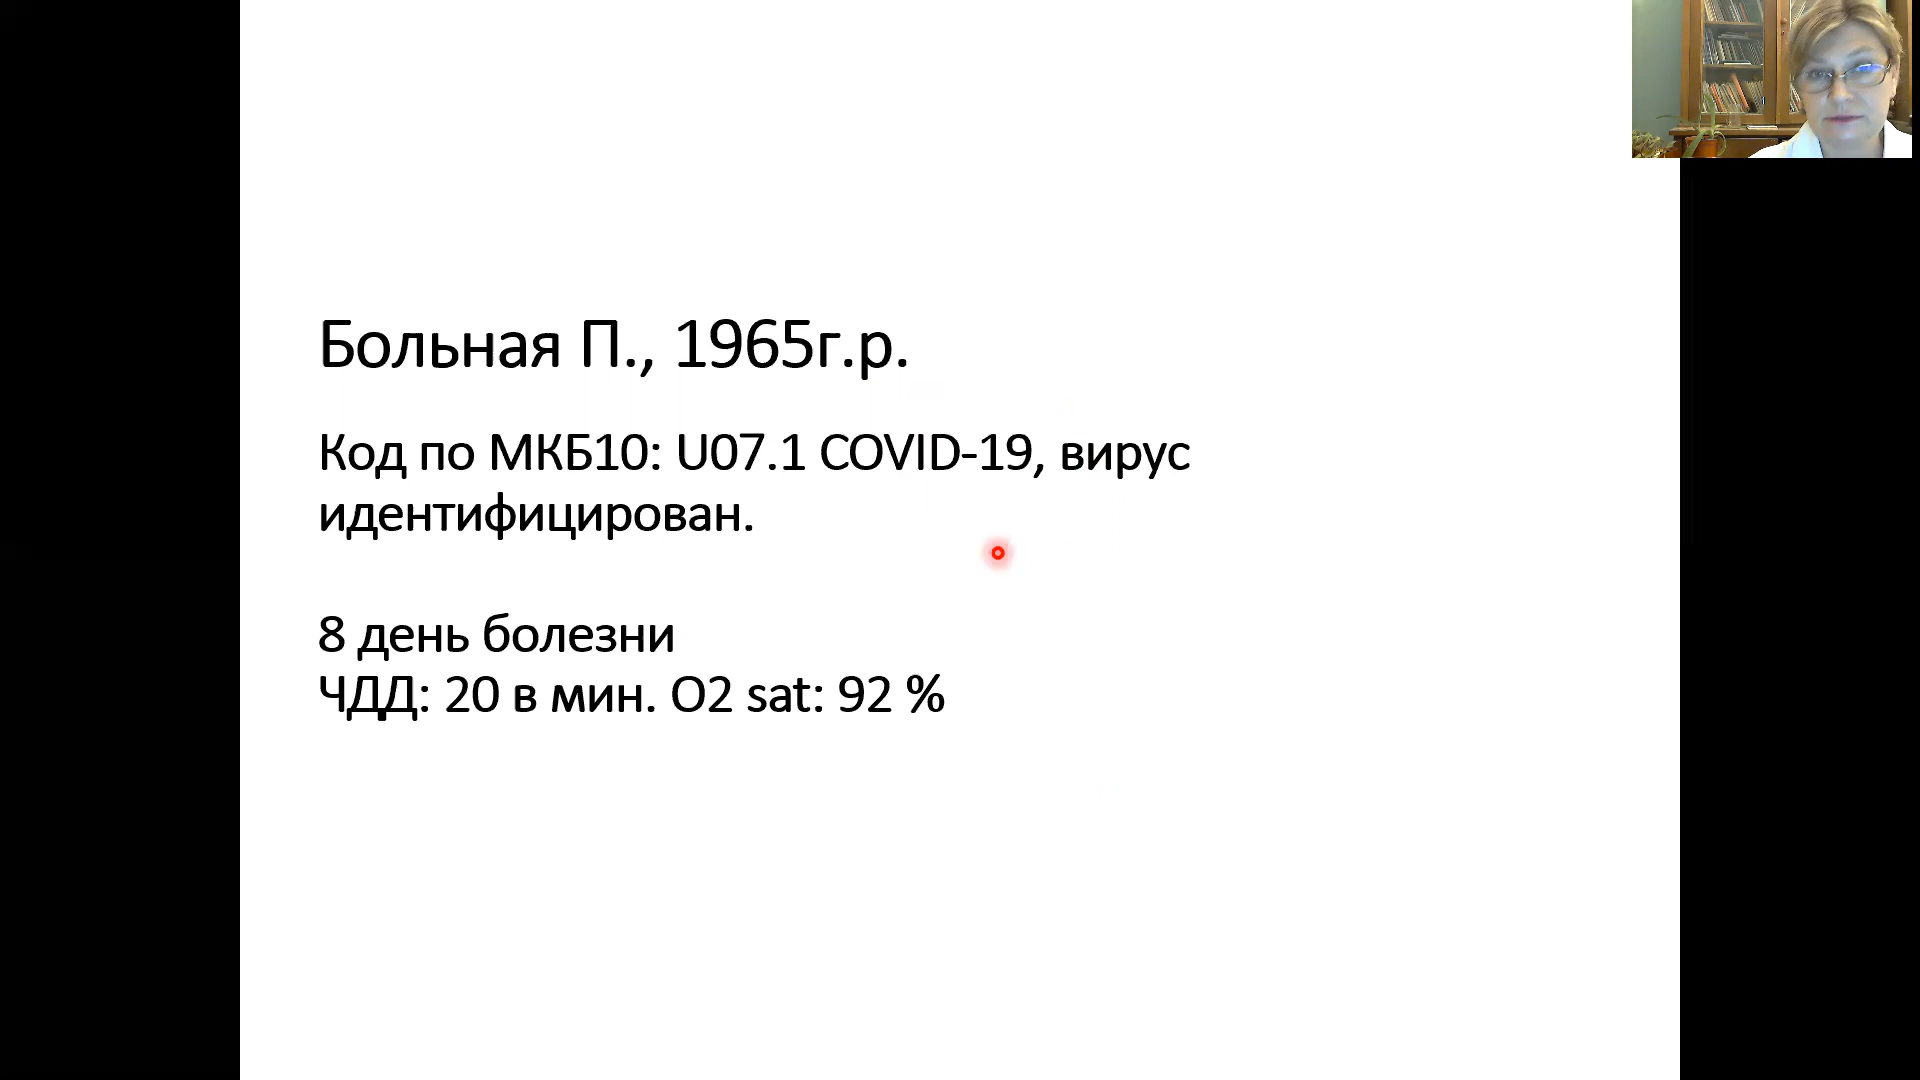 Больная П., 1965г.р.
Код по МКБ10: U07.1 COVID-19, вирус
идентифицирован.
8 день болезни
ЧДД: 20 в мин. O2 sat: 92 %